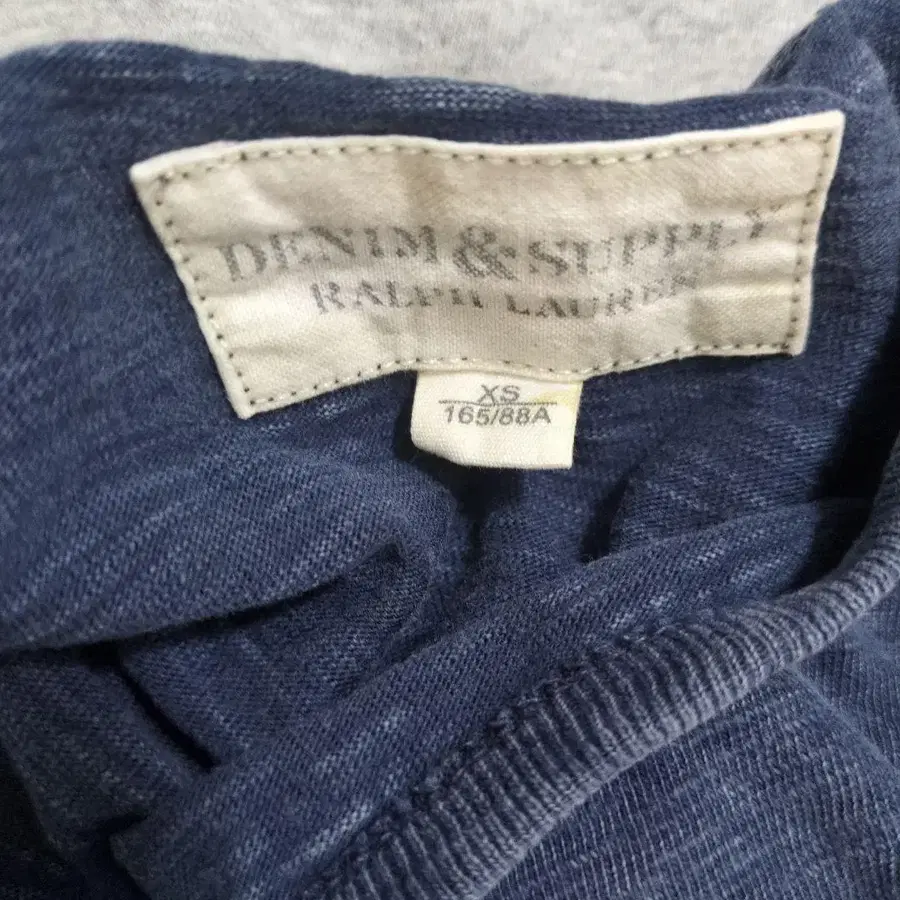 DENIM & SUPPLY
RALPH LAUREN
XS
165/88A